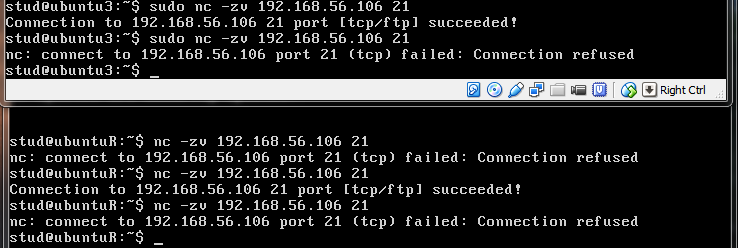 stud@ubuntu3:~$ sudo nc -zv 192.168.56.106 21
Connection to 192.168.56.106 21 port [tcp/ftp] succeeded!
stud@ubuntu3:~$ sudo nc -zv 192.168.56.106 21
nc: connect to 192.168.56.106 port 21 (tcp) failed: Connection refused
stud@ubuntu3:~$ _
Right Ctrl
stud@ubuntuR:~$ nc -zv 192.168.56.106 21
nc: connect to 192.168.56.106 port 21 (tcp) failed: Connection refused
stud@ubuntuR:~$ nc -zv 192.168.56.106 21
Connection to 192.168.56.106 21 port [tcp/ftp] succeeded!
stud@ubuntuR:~$ nc -zv 192.168.56.106 21
nc: connect to 192.168.56.106 port 21 (tcp) failed: Connection refused
stud@ubuntuR:~$ _